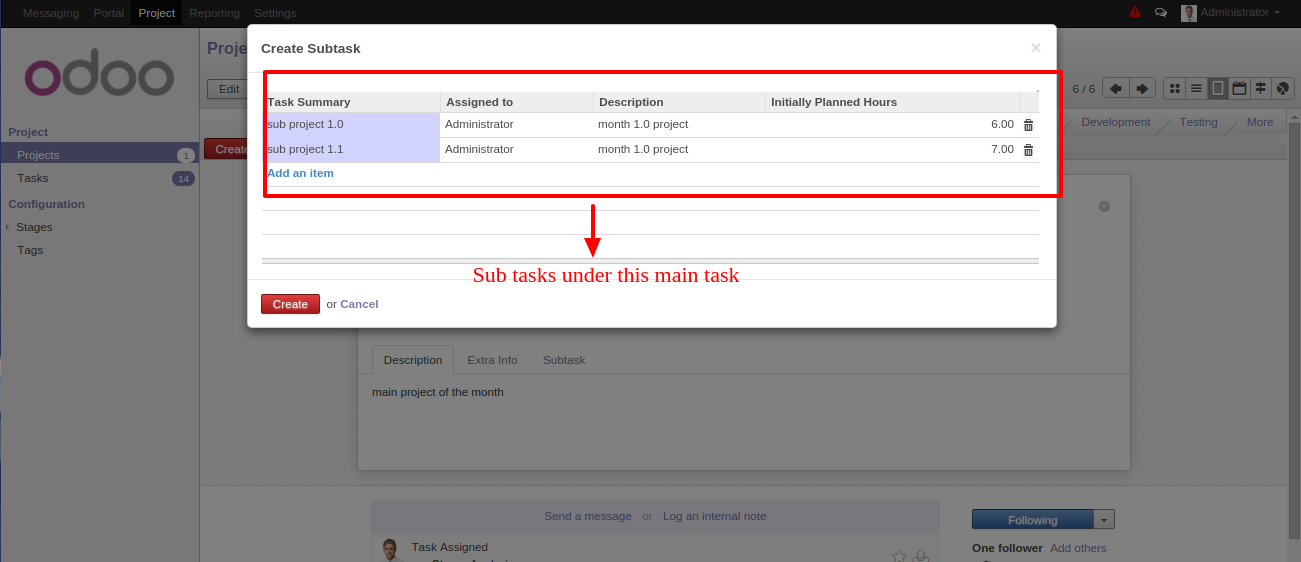 Messaging Portal Project Reporting Settings
Administrator
Create Subtask ×
odoo
Proje
Edit
6 / 6
Task Summary Assigned to Description Initially Planned Hours
sub project 1.0 Administrator month 1.0 project 6.00
sub project 1.1 Administrator month 1.0 project 7.00
Add an item
Project
Projects 1
Tasks 14
Configuration
Stages
Tags
Create
Development Testing More
Sub tasks under this main task
Create or Cancel
Description Extra Info Subtask
main project of the month
Send a message or Log an internal note
Following
Task Assigned
One follower Add others